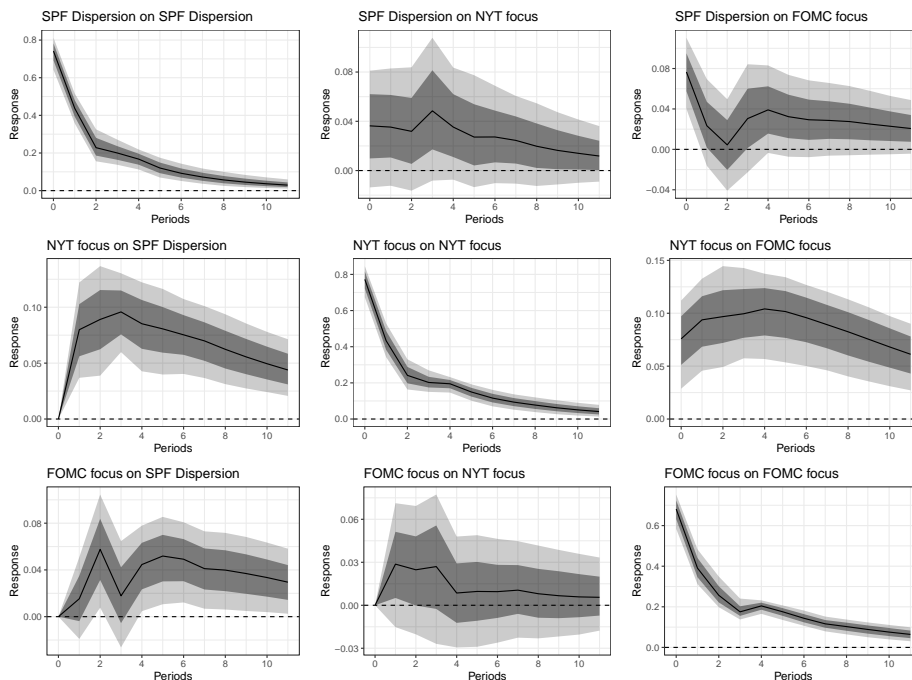 SPF Dispersion on SPF Dispersion
0.8
0.6
0.4
0.2
0.0
Response
0 2 4 6 8 10
Periods
SPF Dispersion on NYT focus
0.08
0.04
0.00
Response
0 2 4 6 8 10
Periods
SPF Dispersion on FOMC focus
0.08
0.04
0.00
−0.04
Response
0 2 4 6 8 10
Periods
NYT focus on SPF Dispersion
0.10
0.05
0.00
Response
0 2 4 6 8 10
Periods
NYT focus on NYT focus
0.8
0.6
0.4
0.2
0.0
Response
0 2 4 6 8 10
Periods
NYT focus on FOMC focus
0.15
0.10
0.05
0.00
Response
0 2 4 6 8 10
Periods
FOMC focus on SPF Dispersion
0.08
0.04
0.00
Response
0 2 4 6 8 10
Periods
FOMC focus on NYT focus
0.06
0.03
0.00
−0.03
Response
0 2 4 6 8 10
Periods
FOMC focus on FOMC focus
0.6
0.4
0.2
0.0
Response
0 2 4 6 8 10
Periods